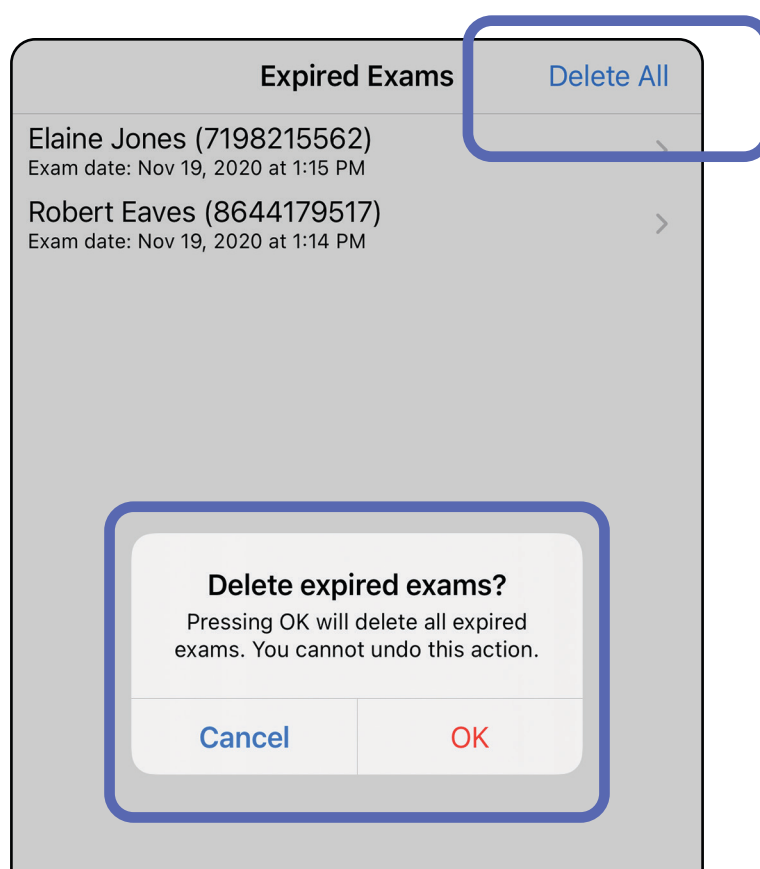 Expired Exams Delete All
Elaine Jones (7198215562)
Exam date: Nov 19, 2020 at 1:15 PM
Robert Eaves (8644179517)
Exam date: Nov 19, 2020 at 1:14 PM
Delete expired exams?
Pressing OK will delete all expired
exams. You cannot undo this action.
Cancel OK